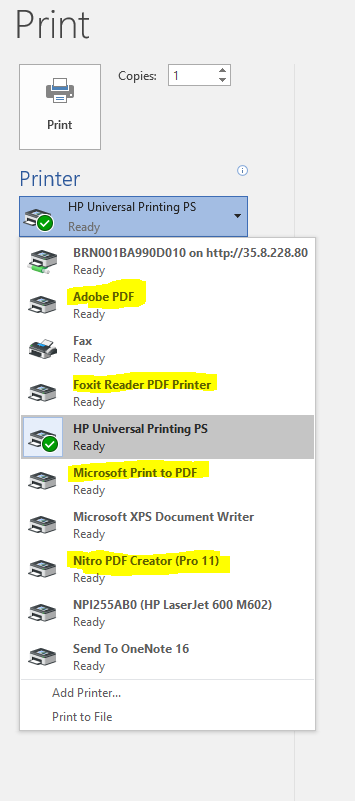 Print
Copies: 1
Print
Printer
HP Universal Printing PS
Ready
BRN001BA990D010 on http://35.8.228.80
Ready
Adobe PDF
Ready
Fax
Ready
Foxit Reader PDF Printer
Ready
HP Universal Printing PS
Ready
Microsoft Print to PDF
Ready
Microsoft XPS Document Writer
Ready
Nitro PDF Creator (Pro 11)
Ready
NPI255AB0 (HP LaserJet 600 M602)
Ready
Send To OneNote 16
Ready
Add Printer...
Print to File